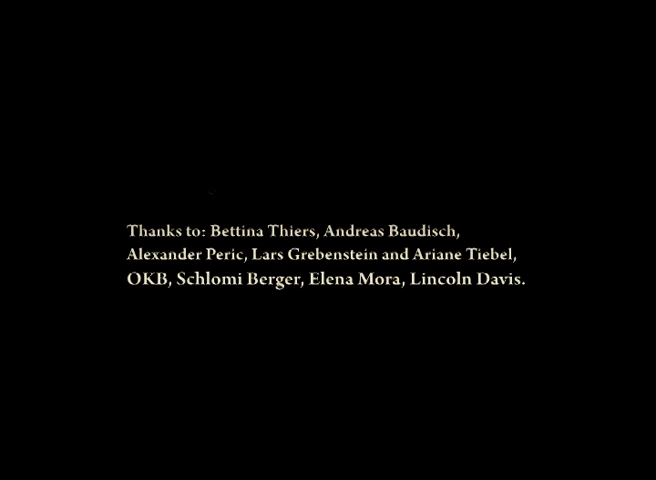 Thanks to: Bettina Thiers, Andreas Baudisch,
Alexander Peric, Lars Grebenstein and Ariane Tiebel,
OKB, Schlomi Berger, Elena Mora, Lincoln Davis.